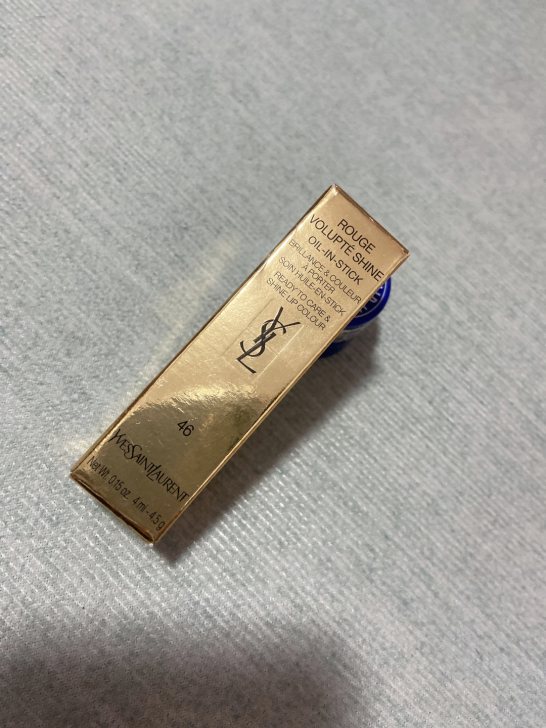 ROUGE
VOLUPTÉ SHINE
OIL-IN-STICK
BRILLANCE & COULEUR
À PORTER
SOIN HUILE-EN-STICK
READY TO CARE &
SHINE LIP COLOUR
YSL
46
YVESSAINTLAURENT
Net Wt. 0.15 oz. 4 ml - 4.5 g